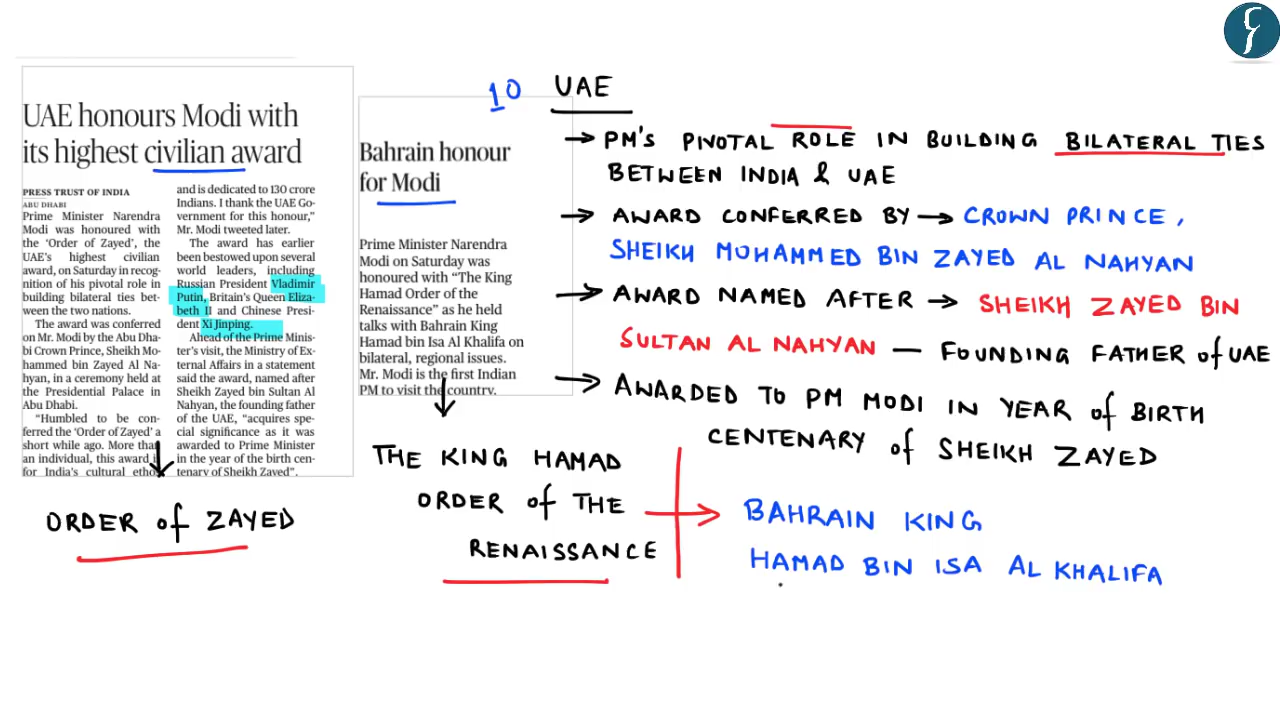 UAE honours Modi with
its highest civilian award
PRESS TRUST OF INDIA
ABU DHABI
Prime Minister Narendra
Modi was honoured with
the ‘Order of Zayed’, the
UAE’s highest civilian
award, on Saturday in recog-
nition of his pivotal role in
building bilateral ties bet-
ween the two nations.
The award was conferred
on Mr. Modi by the Abu Dha-
bi Crown Prince, Sheikh Mo-
hammed bin Zayed Al Na-
hyan, in a ceremony held at
the Presidential Palace in
Abu Dhabi.
“Humbled to be con-
ferred the ‘Order of Zayed’ a
short while ago. More than
an individual, this award is
for India’s cultural ethos
and is dedicated to 130 crore
Indians. I thank the UAE Go-
vernment for this honour,”
Mr. Modi tweeted later.
The award has earlier
been bestowed upon several
world leaders, including
Russian President Vladimir
Putin, Britain’s Queen Eliza-
beth II and Chinese Presi-
dent Xi Jinping.
Ahead of the Prime Minis-
ter’s visit, the Ministry of Ex-
ternal Affairs in a statement
said the award, named after
Sheikh Zayed bin Sultan Al
Nahyan, the founding father
of the UAE, “acquires spe-
cial significance as it was
awarded to Prime Minister
in the year of the birth cen-
tenary of Sheikh Zayed”.
ORDER of ZAYED
10
Bahrain honour
for Modi
Prime Minister Narendra
Modi on Saturday was
honoured with “The King
Hamad Order of the
Renaissance” as he held
talks with Bahrain King
Hamad bin Isa Al Khalifa on
bilateral, regional issues.
Mr. Modi is the first Indian
PM to visit the country.
THE KING HAMAD
ORDER of THE
RENAISSANCE
UAE
→ PM'S PIVOTAL ROLE IN BUILDING BILATERAL TIES
BETWEEN INDIA & UAE
→ AWARD CONFERRED BY → CROWN PRINCE,
SHEIKH MUHAMMED BIN ZAYED AL NAHYAN
→ AWARD NAMED AFTER → SHEIKH ZAYED BIN
SULTAN AL NAHYAN — FOUNDING FATHER of UAE
→ AWARDED TO PM MODI IN YEAR of BIRTH
CENTENARY of SHEIKH ZAYED
BAHRAIN KING
HAMAD BIN ISA AL KHALIFA